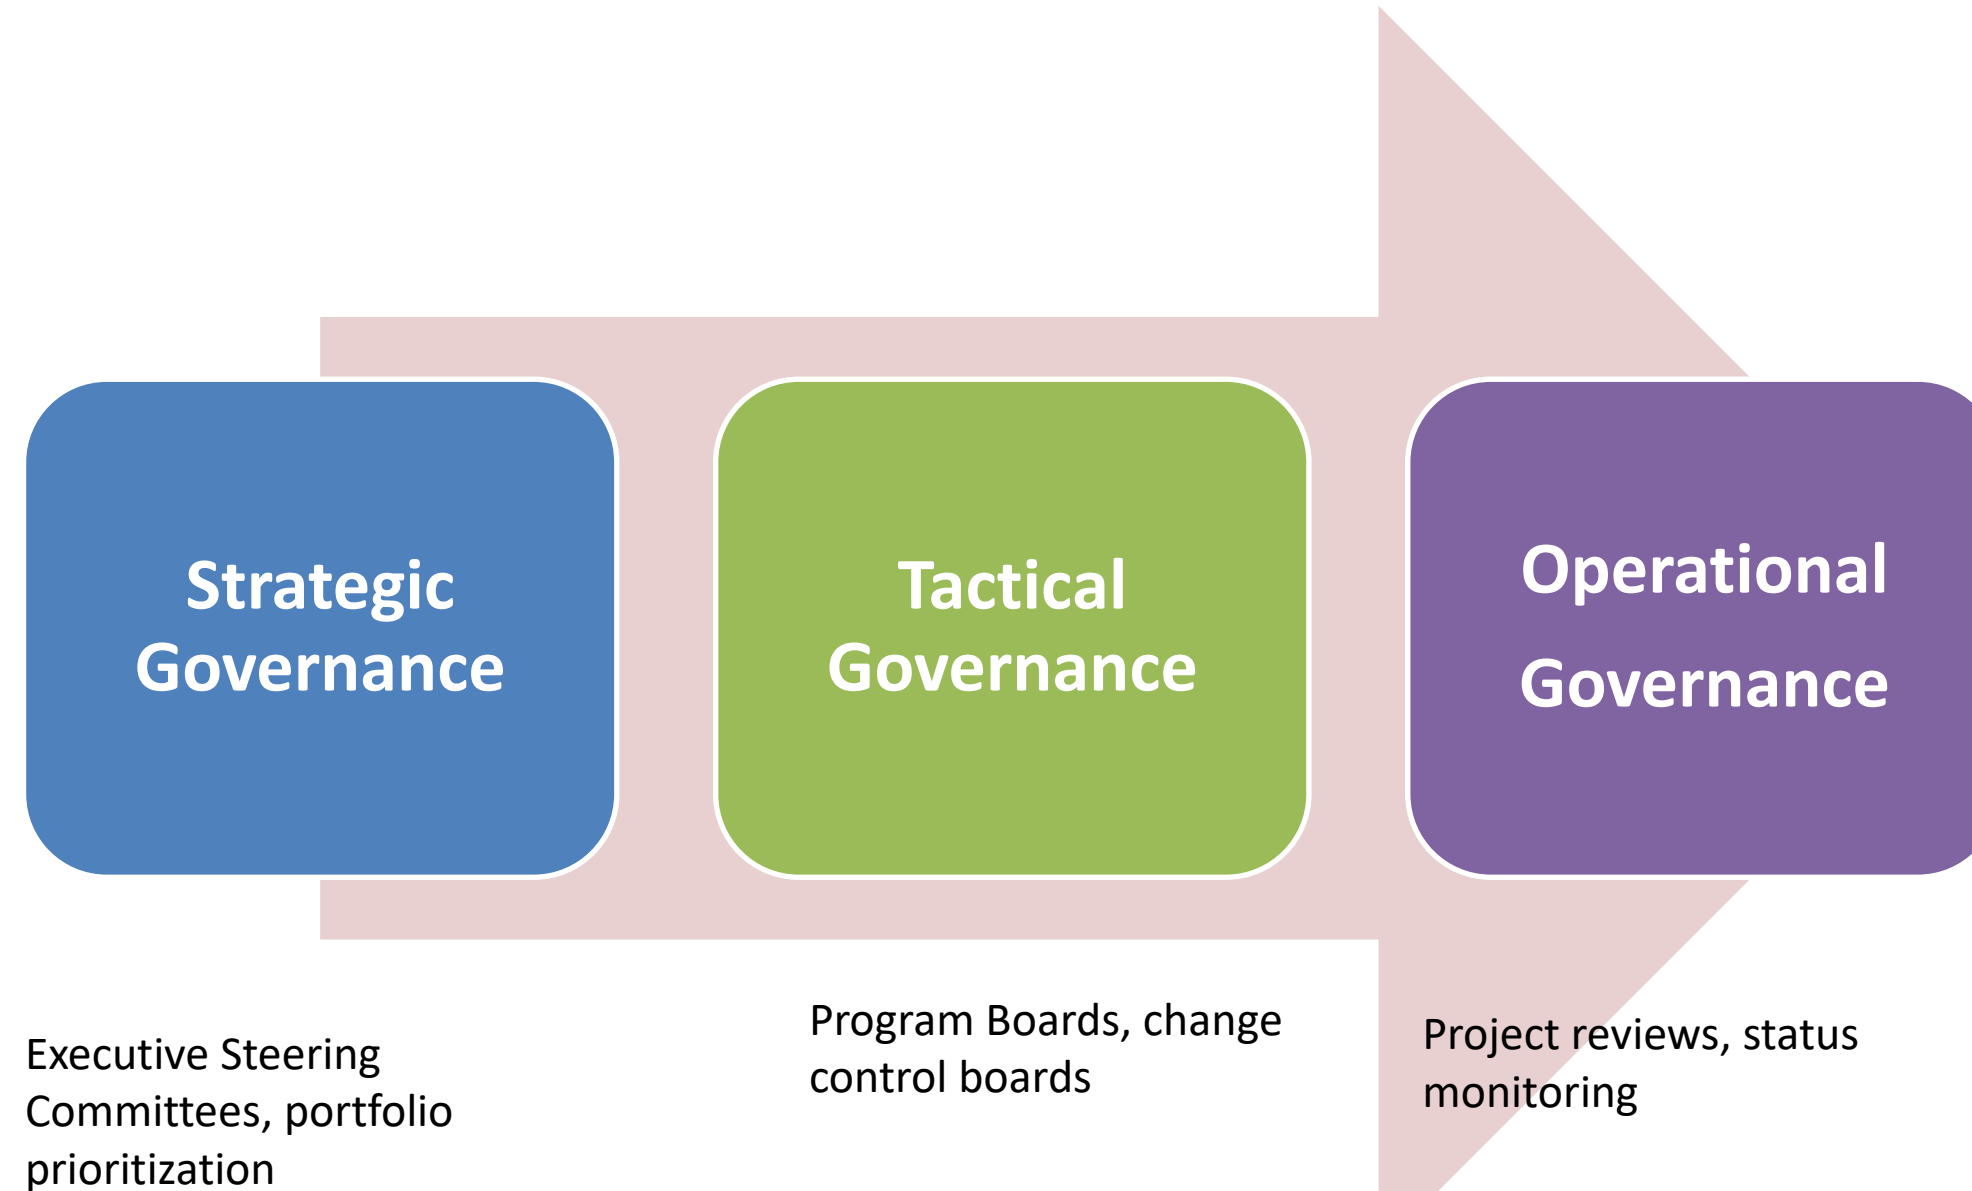 Strategic
Governance
Tactical
Governance
Operational
Governance
Executive Steering
Committees, portfolio
prioritization
Program Boards, change
control boards
Project reviews, status
monitoring